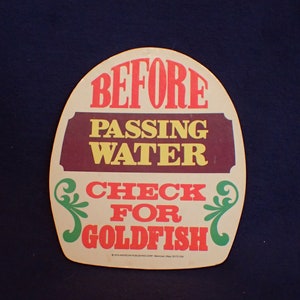 BEFORE
PASSING
WATER
CHECK
FOR
GOLDFISH